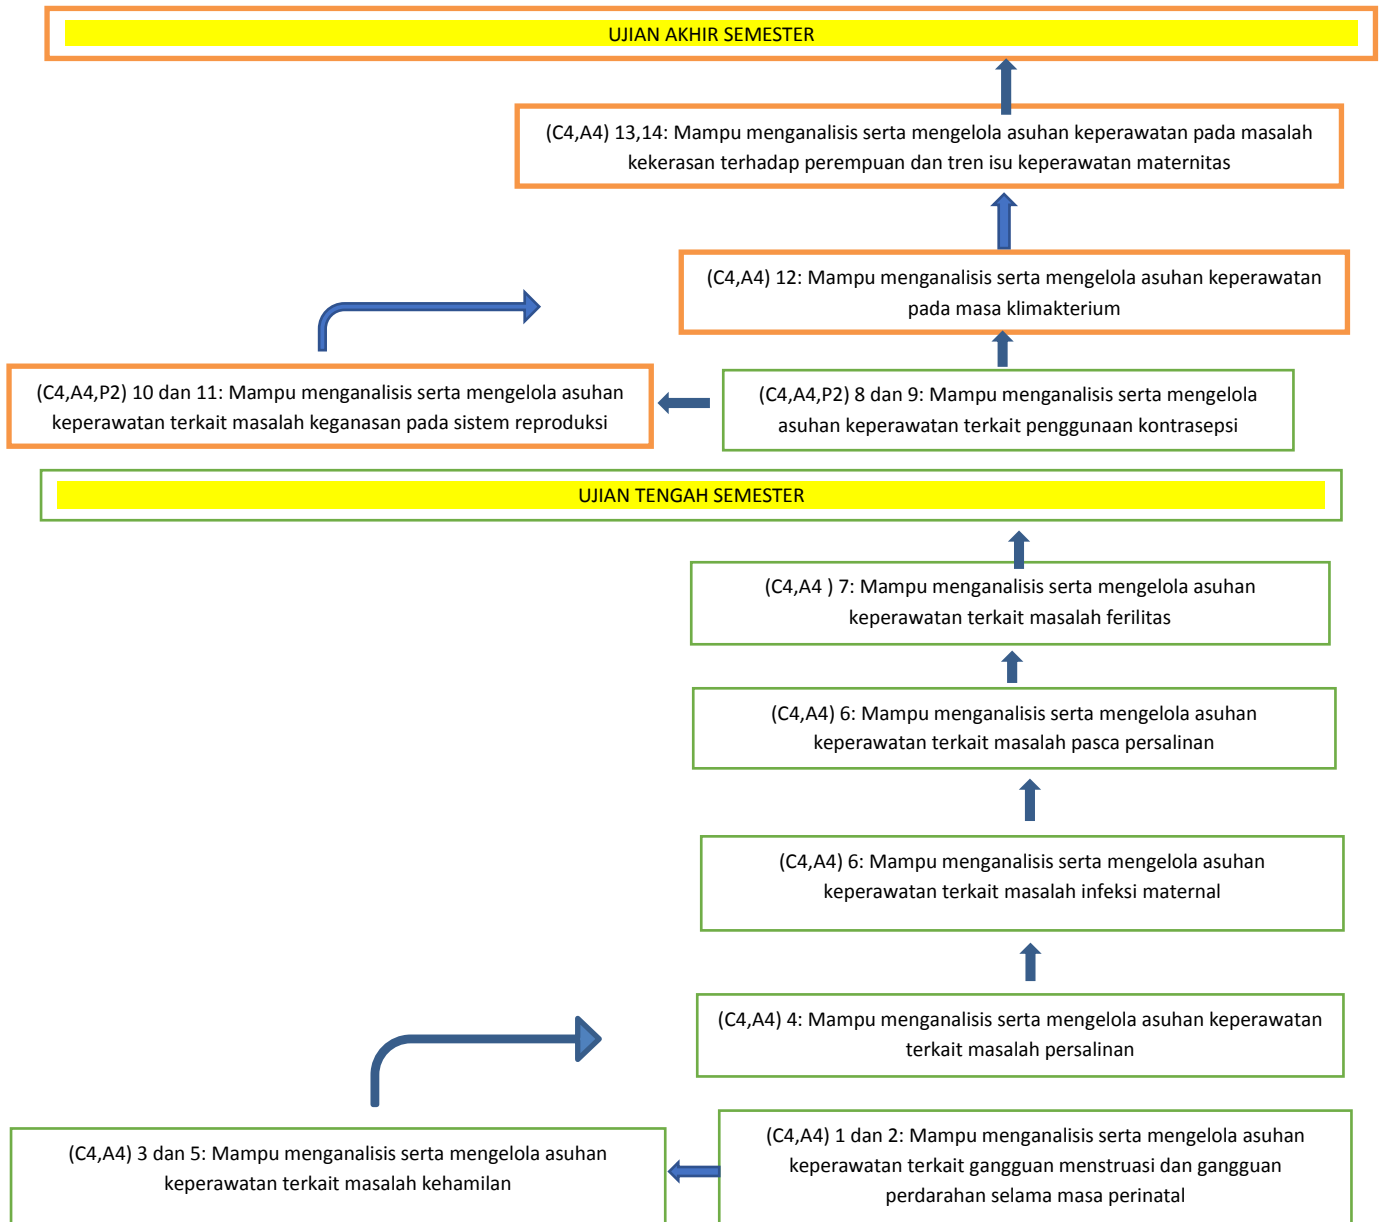 UJIAN AKHIR SEMESTER
(C4,A4) 13,14: Mampu menganalisis serta mengelola asuhan keperawatan pada masalah
kekerasan terhadap perempuan dan tren isu keperawatan maternitas
(C4,A4) 12: Mampu menganalisis serta mengelola asuhan keperawatan
pada masa klimakterium
(C4,A4,P2) 10 dan 11: Mampu menganalisis serta mengelola asuhan
keperawatan terkait masalah keganasan pada sistem reproduksi
(C4,A4,P2) 8 dan 9: Mampu menganalisis serta mengelola
asuhan keperawatan terkait penggunaan kontrasepsi
UJIAN TENGAH SEMESTER
(C4,A4 ) 7: Mampu menganalisis serta mengelola asuhan
keperawatan terkait masalah ferilitas
(C4,A4) 6: Mampu menganalisis serta mengelola asuhan
keperawatan terkait masalah pasca persalinan
(C4,A4) 6: Mampu menganalisis serta mengelola asuhan
keperawatan terkait masalah infeksi maternal
(C4,A4) 4: Mampu menganalisis serta mengelola asuhan keperawatan
terkait masalah persalinan
(C4,A4) 3 dan 5: Mampu menganalisis serta mengelola asuhan
keperawatan terkait masalah kehamilan
(C4,A4) 1 dan 2: Mampu menganalisis serta mengelola asuhan
keperawatan terkait gangguan menstruasi dan gangguan
perdarahan selama masa perinatal